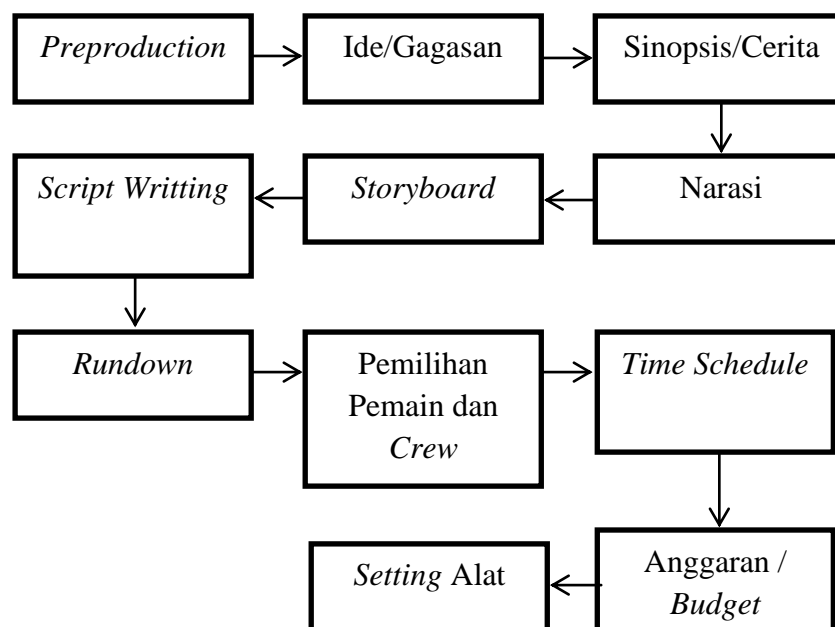 Preproduction
Ide/Gagasan
Sinopsis/Cerita
Narasi
Storyboard
Script Writting
Rundown
Pemilihan
Pemain dan
Crew
Time Schedule
Anggaran /
Budget
Setting Alat